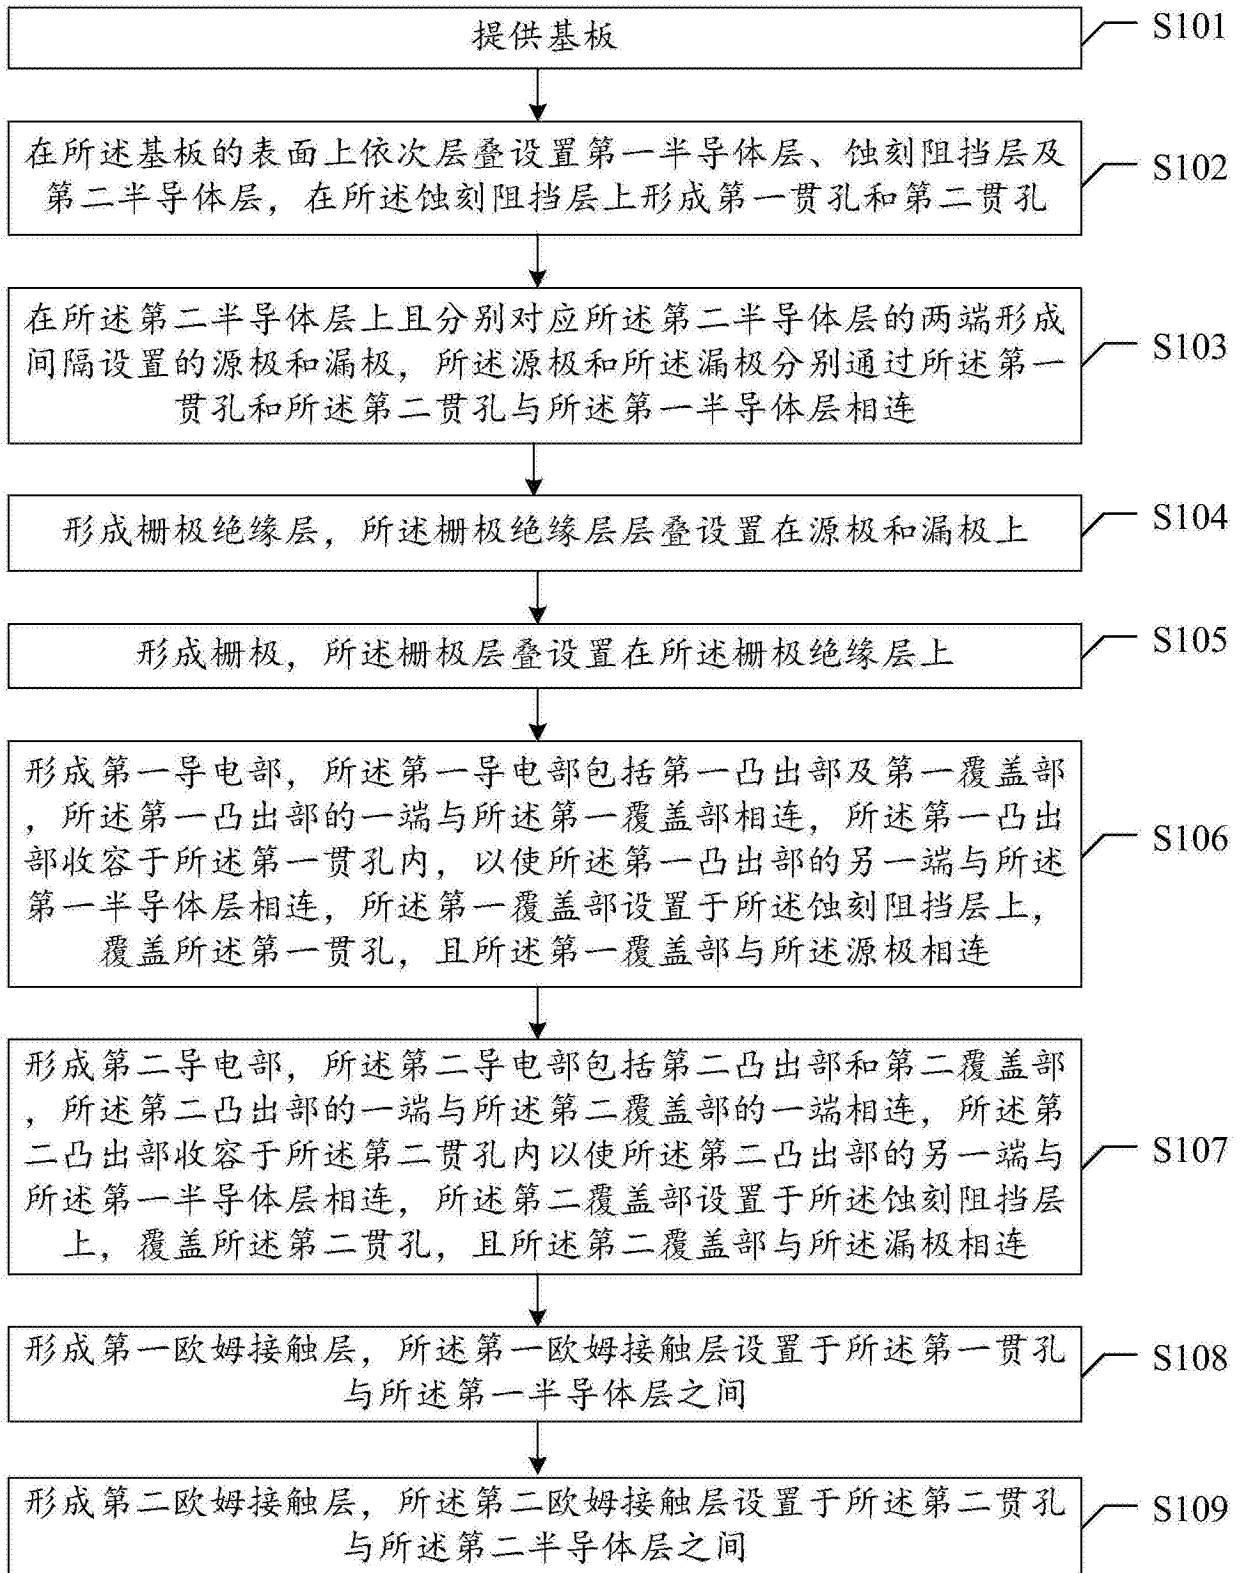 提供基板
S101
在所述基板的表面上依次层叠设置第一半导体层、蚀刻阻挡层及
第二半导体层，在所述蚀刻阻挡层上形成第一贯孔和第二贯孔
S102
在所述第二半导体层上且分别对应所述第二半导体层的两端形成
间隔设置的源极和漏极，所述源极和所述漏极分别通过所述第一
贯孔和所述第二贯孔与所述第一半导体层相连
S103
形成栅极绝缘层，所述栅极绝缘层层叠设置在源极和漏极上
S104
形成栅极，所述栅极层叠设置在所述栅极绝缘层上
S105
形成第一导电部，所述第一导电部包括第一凸出部及第一覆盖部
，所述第一凸出部的一端与所述第一覆盖部相连，所述第一凸出
部收容于所述第一贯孔内，以使所述第一凸出部的另一端与所述
第一半导体层相连，所述第一覆盖部设置于所述蚀刻阻挡层上，
覆盖所述第一贯孔，且所述第一覆盖部与所述源极相连
S106
形成第二导电部，所述第二导电部包括第二凸出部和第二覆盖部
，所述第二凸出部的一端与所述第二覆盖部的一端相连，所述第
二凸出部收容于所述第二贯孔内以使所述第二凸出部的另一端与
所述第一半导体层相连，所述第二覆盖部设置于所述蚀刻阻挡层
上，覆盖所述第二贯孔，且所述第二覆盖部与所述漏极相连
S107
形成第一欧姆接触层，所述第一欧姆接触层设置于所述第一贯孔
与所述第一半导体层之间
S108
形成第二欧姆接触层，所述第二欧姆接触层设置于所述第二贯孔
与所述第二半导体层之间
S109